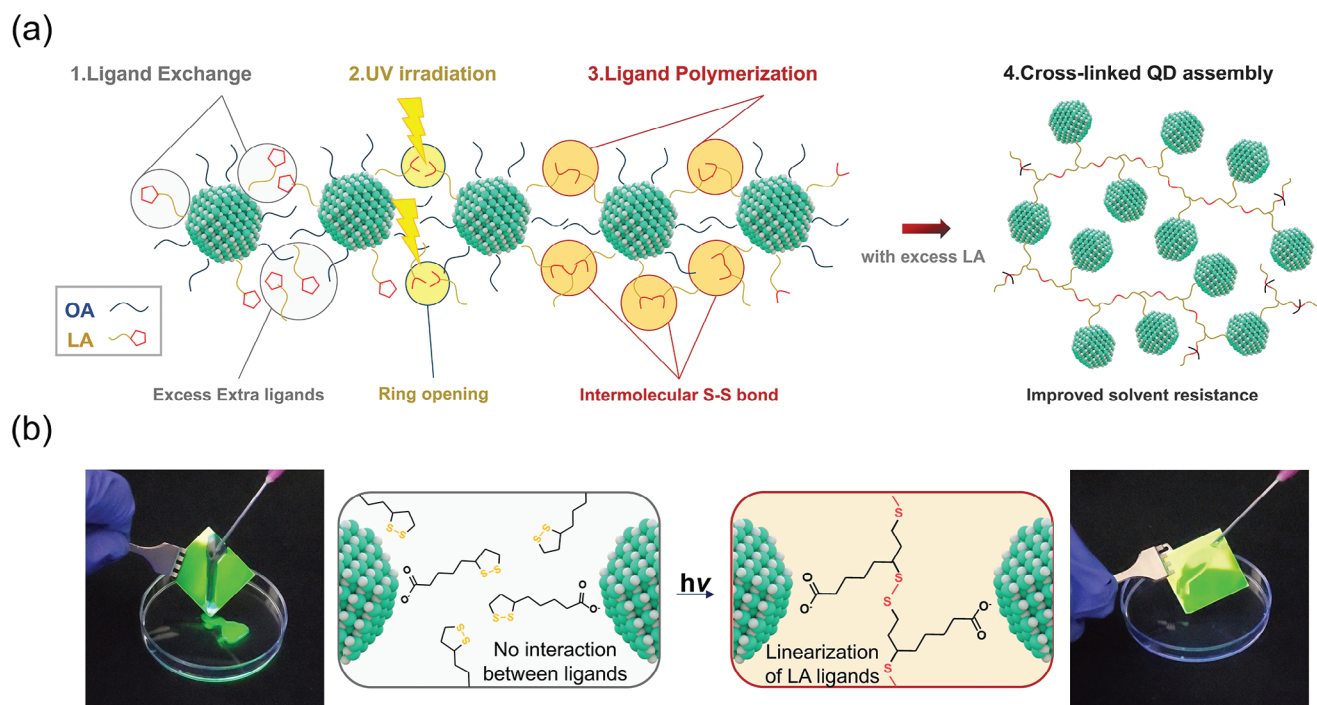 (a)
1.Ligand Exchange
2.UV irradiation
3.Ligand Polymerization
4.Cross-linked QD assembly
with excess LA
OA
LA
Excess Extra ligands
Ring opening
Intermolecular S-S bond
Improved solvent resistance
(b)
S-S
S-S
S-S
O
O-
S-S
O
O-
S-S
No interaction
between ligands
hv
S
S
S
O
O-
O
O-
S
Linearization
of LA ligands